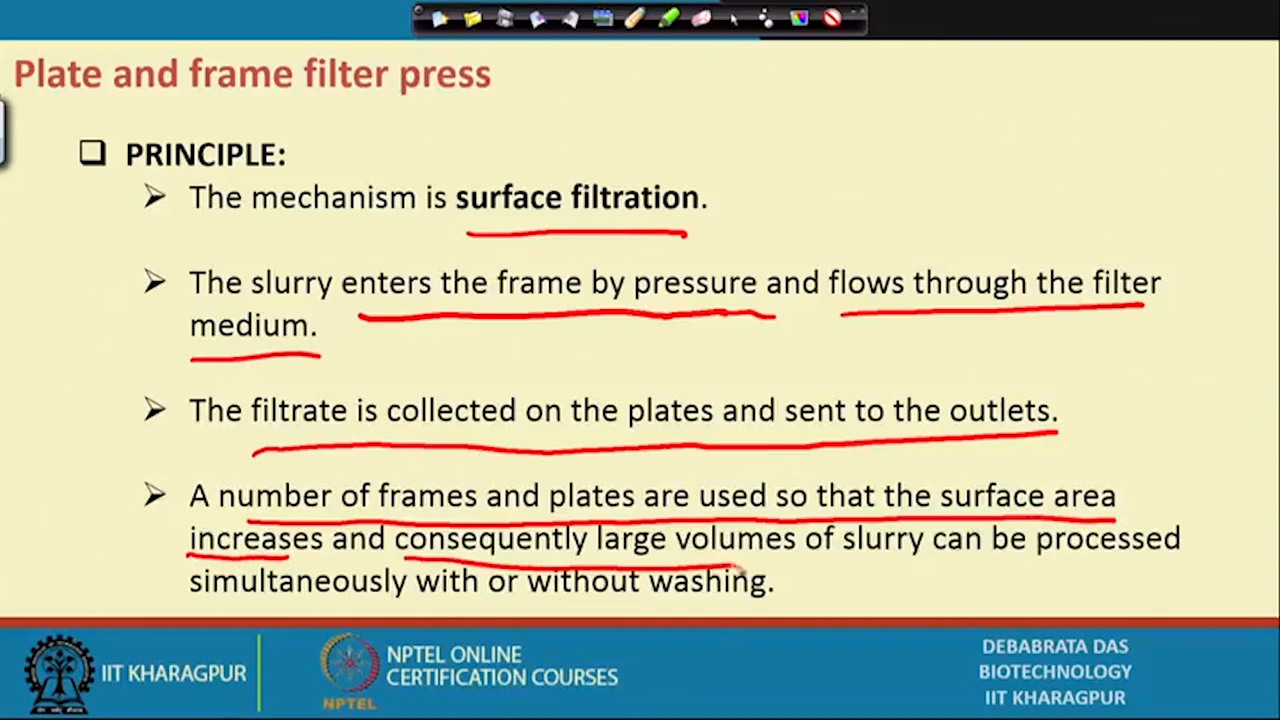 Plate and frame filter press
❑ PRINCIPLE:
➢ The mechanism is surface filtration.
➢ The slurry enters the frame by pressure and flows through the filter
medium.
➢ The filtrate is collected on the plates and sent to the outlets.
➢ A number of frames and plates are used so that the surface area
increases and consequently large volumes of slurry can be processed
simultaneously with or without washing.
IIT KHARAGPUR
NPTEL
NPTEL ONLINE
CERTIFICATION COURSES
DEBABRATA DAS
BIOTECHNOLOGY
IIT KHARAGPUR